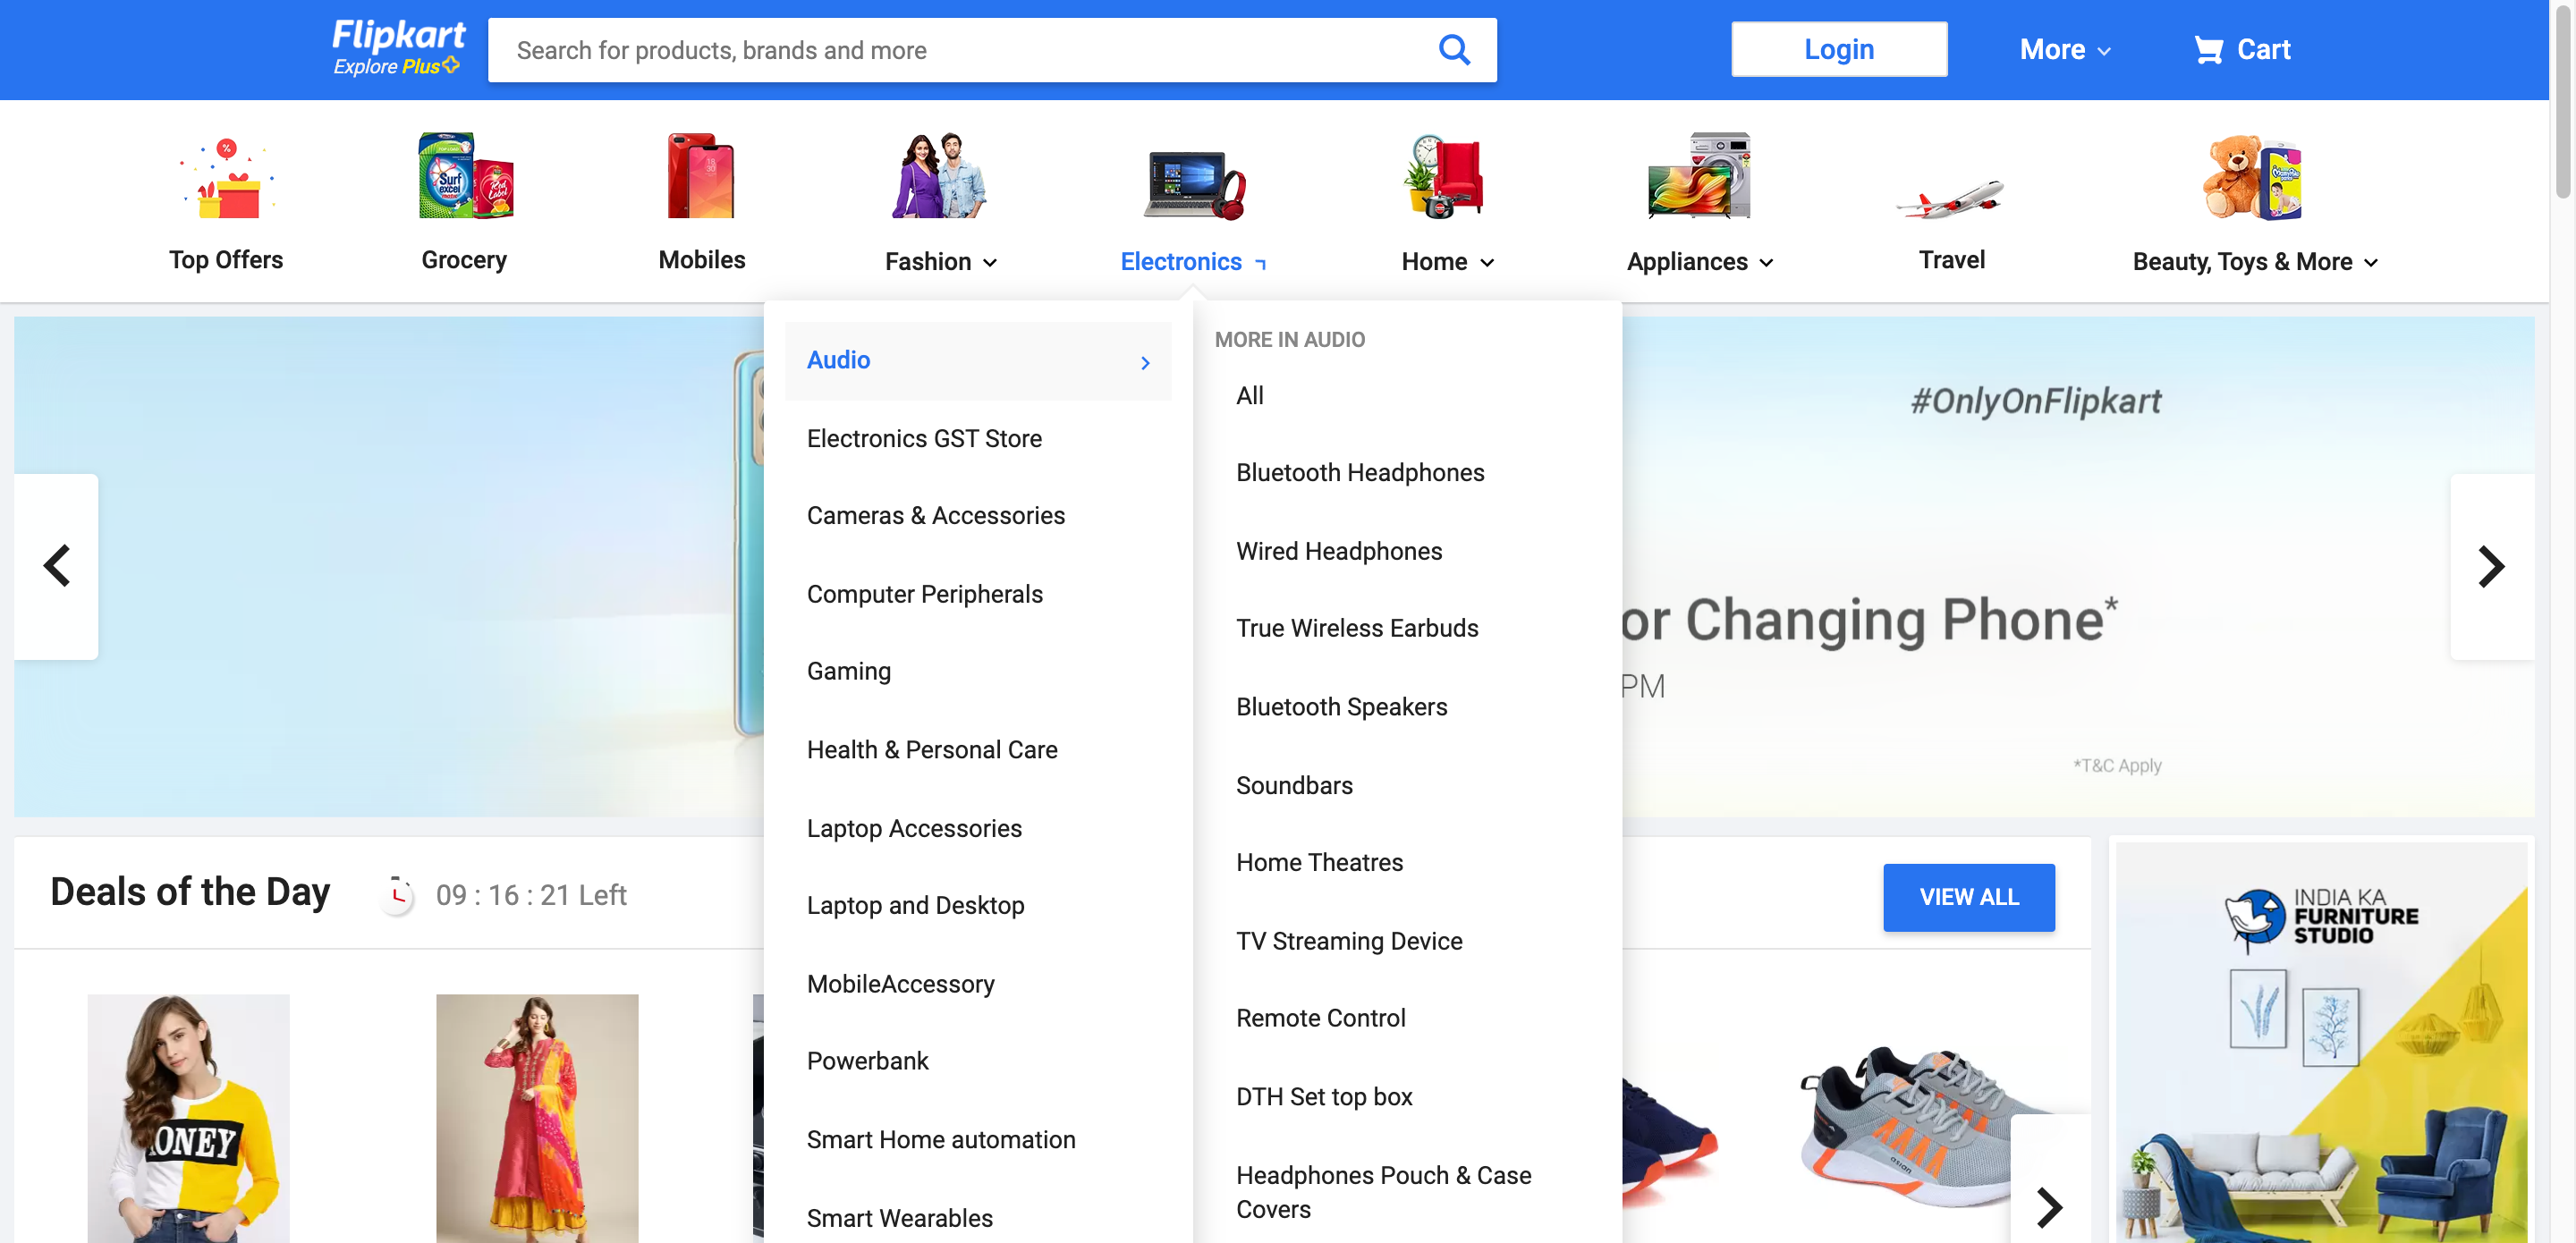 Flipkart
Explore Plus
Search for products, brands and more
Login
More
Cart
Top Offers
Grocery
Mobiles
Fashion
Electronics
Home
Appliances
Travel
Beauty, Toys & More
Audio
Electronics GST Store
Cameras & Accessories
Computer Peripherals
Gaming
Health & Personal Care
Laptop Accessories
Laptop and Desktop
MobileAccessory
Powerbank
Smart Home automation
Smart Wearables
MORE IN AUDIO
All
Bluetooth Headphones
Wired Headphones
True Wireless Earbuds
Bluetooth Speakers
Soundbars
Home Theatres
TV Streaming Device
Remote Control
DTH Set top box
Headphones Pouch & Case
Covers
#OnlyOnFlipkart
or Changing Phone*
PM
*T&C Apply
Deals of the Day
09 : 16 : 21 Left
VIEW ALL
INDIA KA
FURNITURE
STUDIO
Surf
excel
Red
Label
%
ONEY
asian